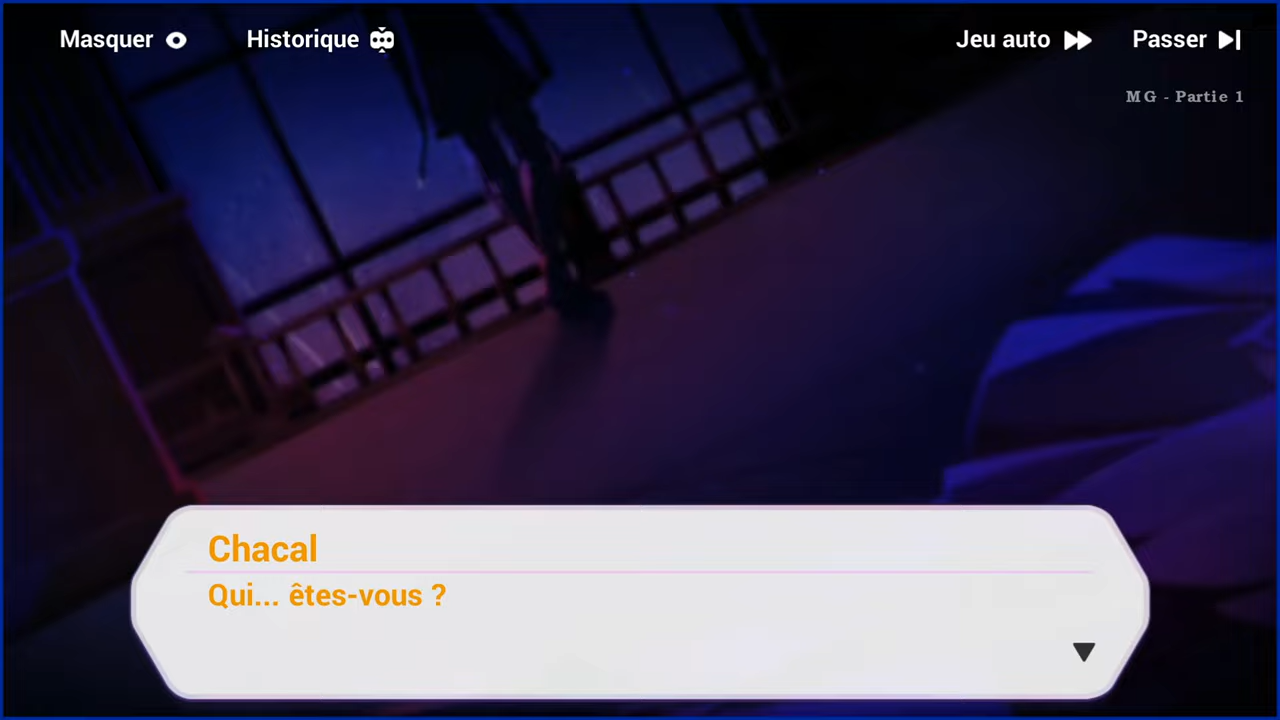 Masquer
Historique
Jeu auto
Passer
MG - Partie 1
Chacal
Qui... êtes-vous ?